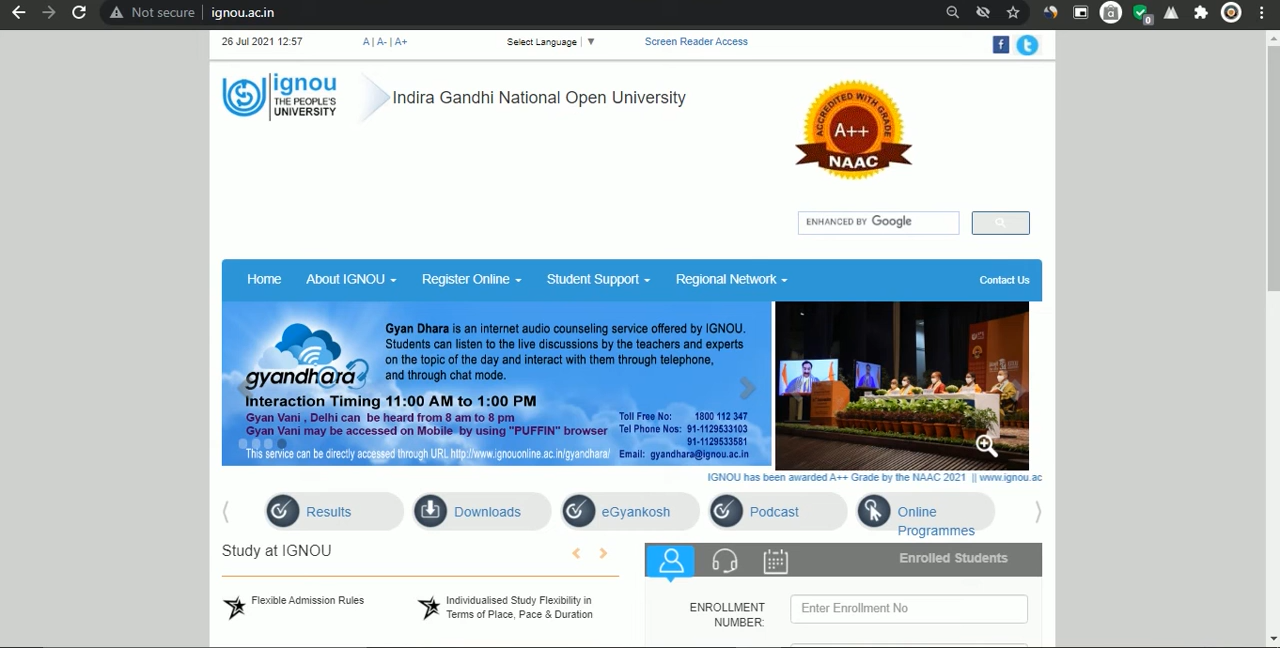 Not secure | ignou.ac.in
26 Jul 2021 12:57
A | A- | A+
Select Language ▼
Screen Reader Access
ignou
THE PEOPLE'S
UNIVERSITY
Indira Gandhi National Open University
ACCREDITED WITH GRADE
A++
NAAC
ENHANCED BY Google
Home
About IGNOU
Register Online
Student Support
Regional Network
Contact Us
Gyan Dhara is an internet audio counseling service offered by IGNOU.
Students can listen to the live discussions by the teachers and experts
on the topic of the day and interact with them through telephone,
and through chat mode.
gyandhara
Interaction Timing 11:00 AM to 1:00 PM
Gyan Vani , Delhi can be heard from 8 am to 8 pm
Gyan Vani may be accessed on Mobile by using "PUFFIN" browser
This service can be directly accessed through URL http://www.ignouonline.ac.in/gyandhara/
Toll Free No: 1800 112 347
Tel Phone Nos: 91-1129533103
91-1129533581
Email: gyandhara@ignou.ac.in
IGNOU has been awarded A++ Grade by the NAAC 2021 || www.ignou.ac
Results
Downloads
eGyankosh
Podcast
Online
Programmes
Study at IGNOU
Enrolled Students
Flexible Admission Rules
Individualised Study Flexibility in
Terms of Place, Pace & Duration
ENROLLMENT
NUMBER:
Enter Enrollment No